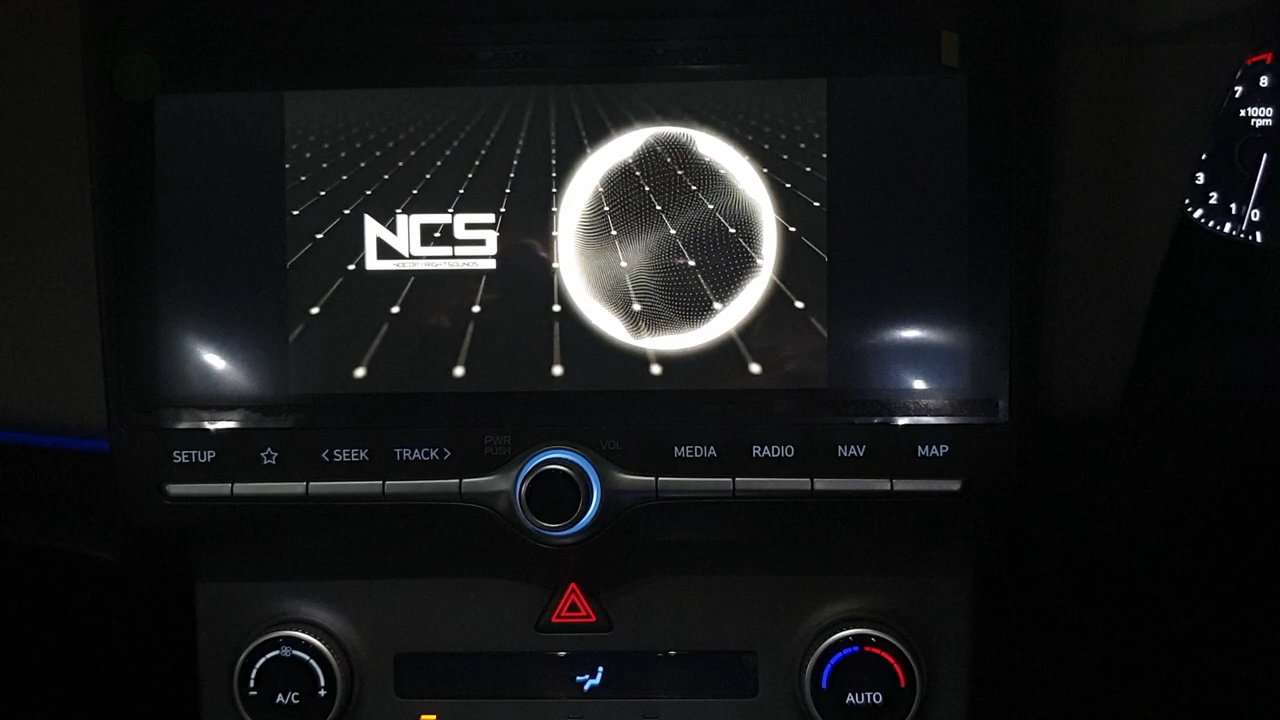 NCS
8
7
x1000
rpm
3
2
1
0
PWR
PUSH
VOL
SETUP
< SEEK
TRACK >
MEDIA
RADIO
NAV
MAP
A/C
- +
AUTO